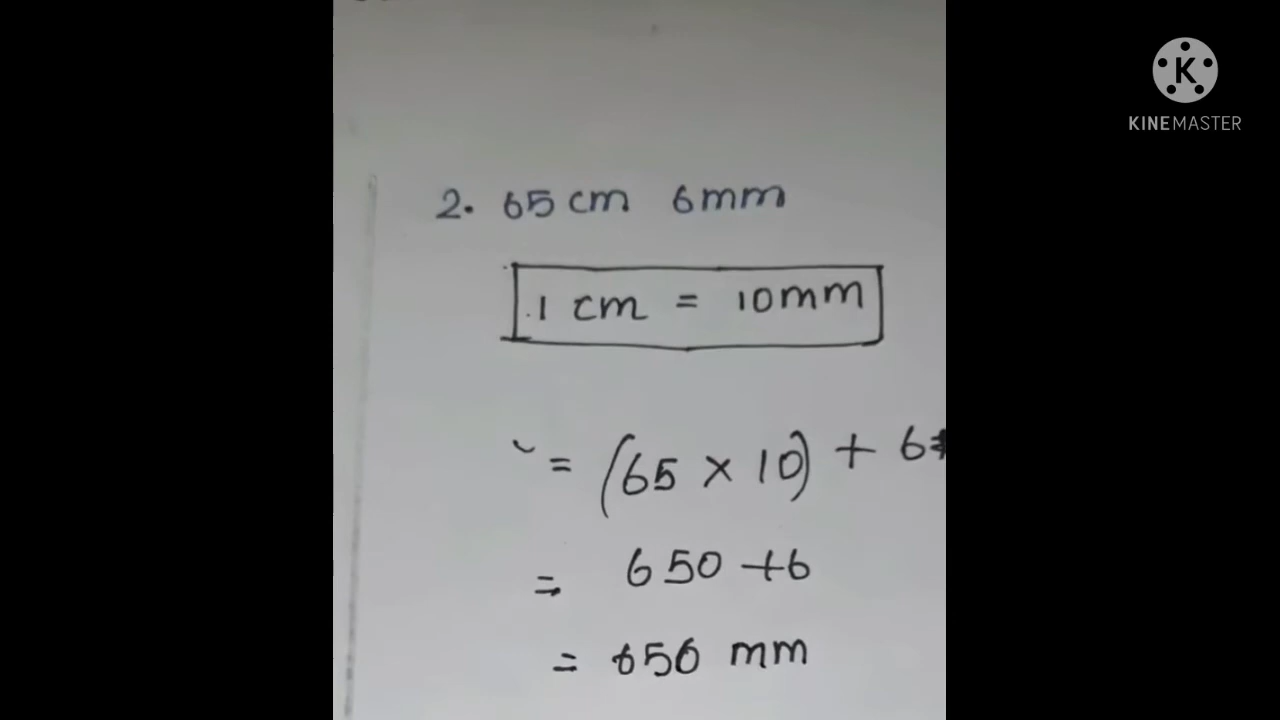 2. 65 cm 6mm
1 cm = 10mm
= (65 × 10) + 6
= 650 +6
= 656 mm
K
KINEMASTER